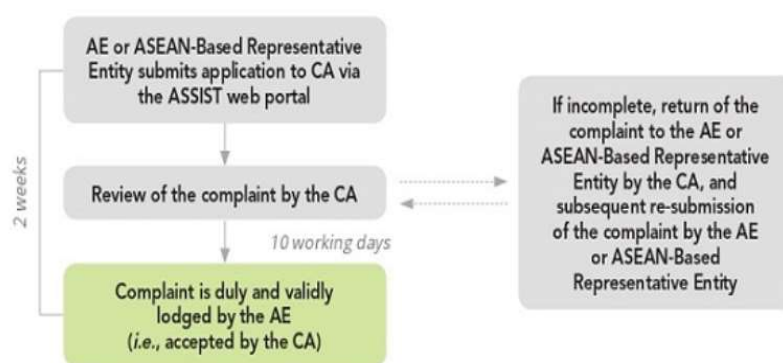 AE or ASEAN-Based Representative
Entity submits application to CA via
the ASSIST web portal
2 weeks
Review of the complaint by the CA
10 working days
Complaint is duly and validly
lodged by the AE
(i.e., accepted by the CA)
If incomplete, return of the
complaint to the AE or
ASEAN-Based Representative
Entity by the CA, and
subsequent re-submission
of the complaint by the AE
or ASEAN-Based
Representative Entity